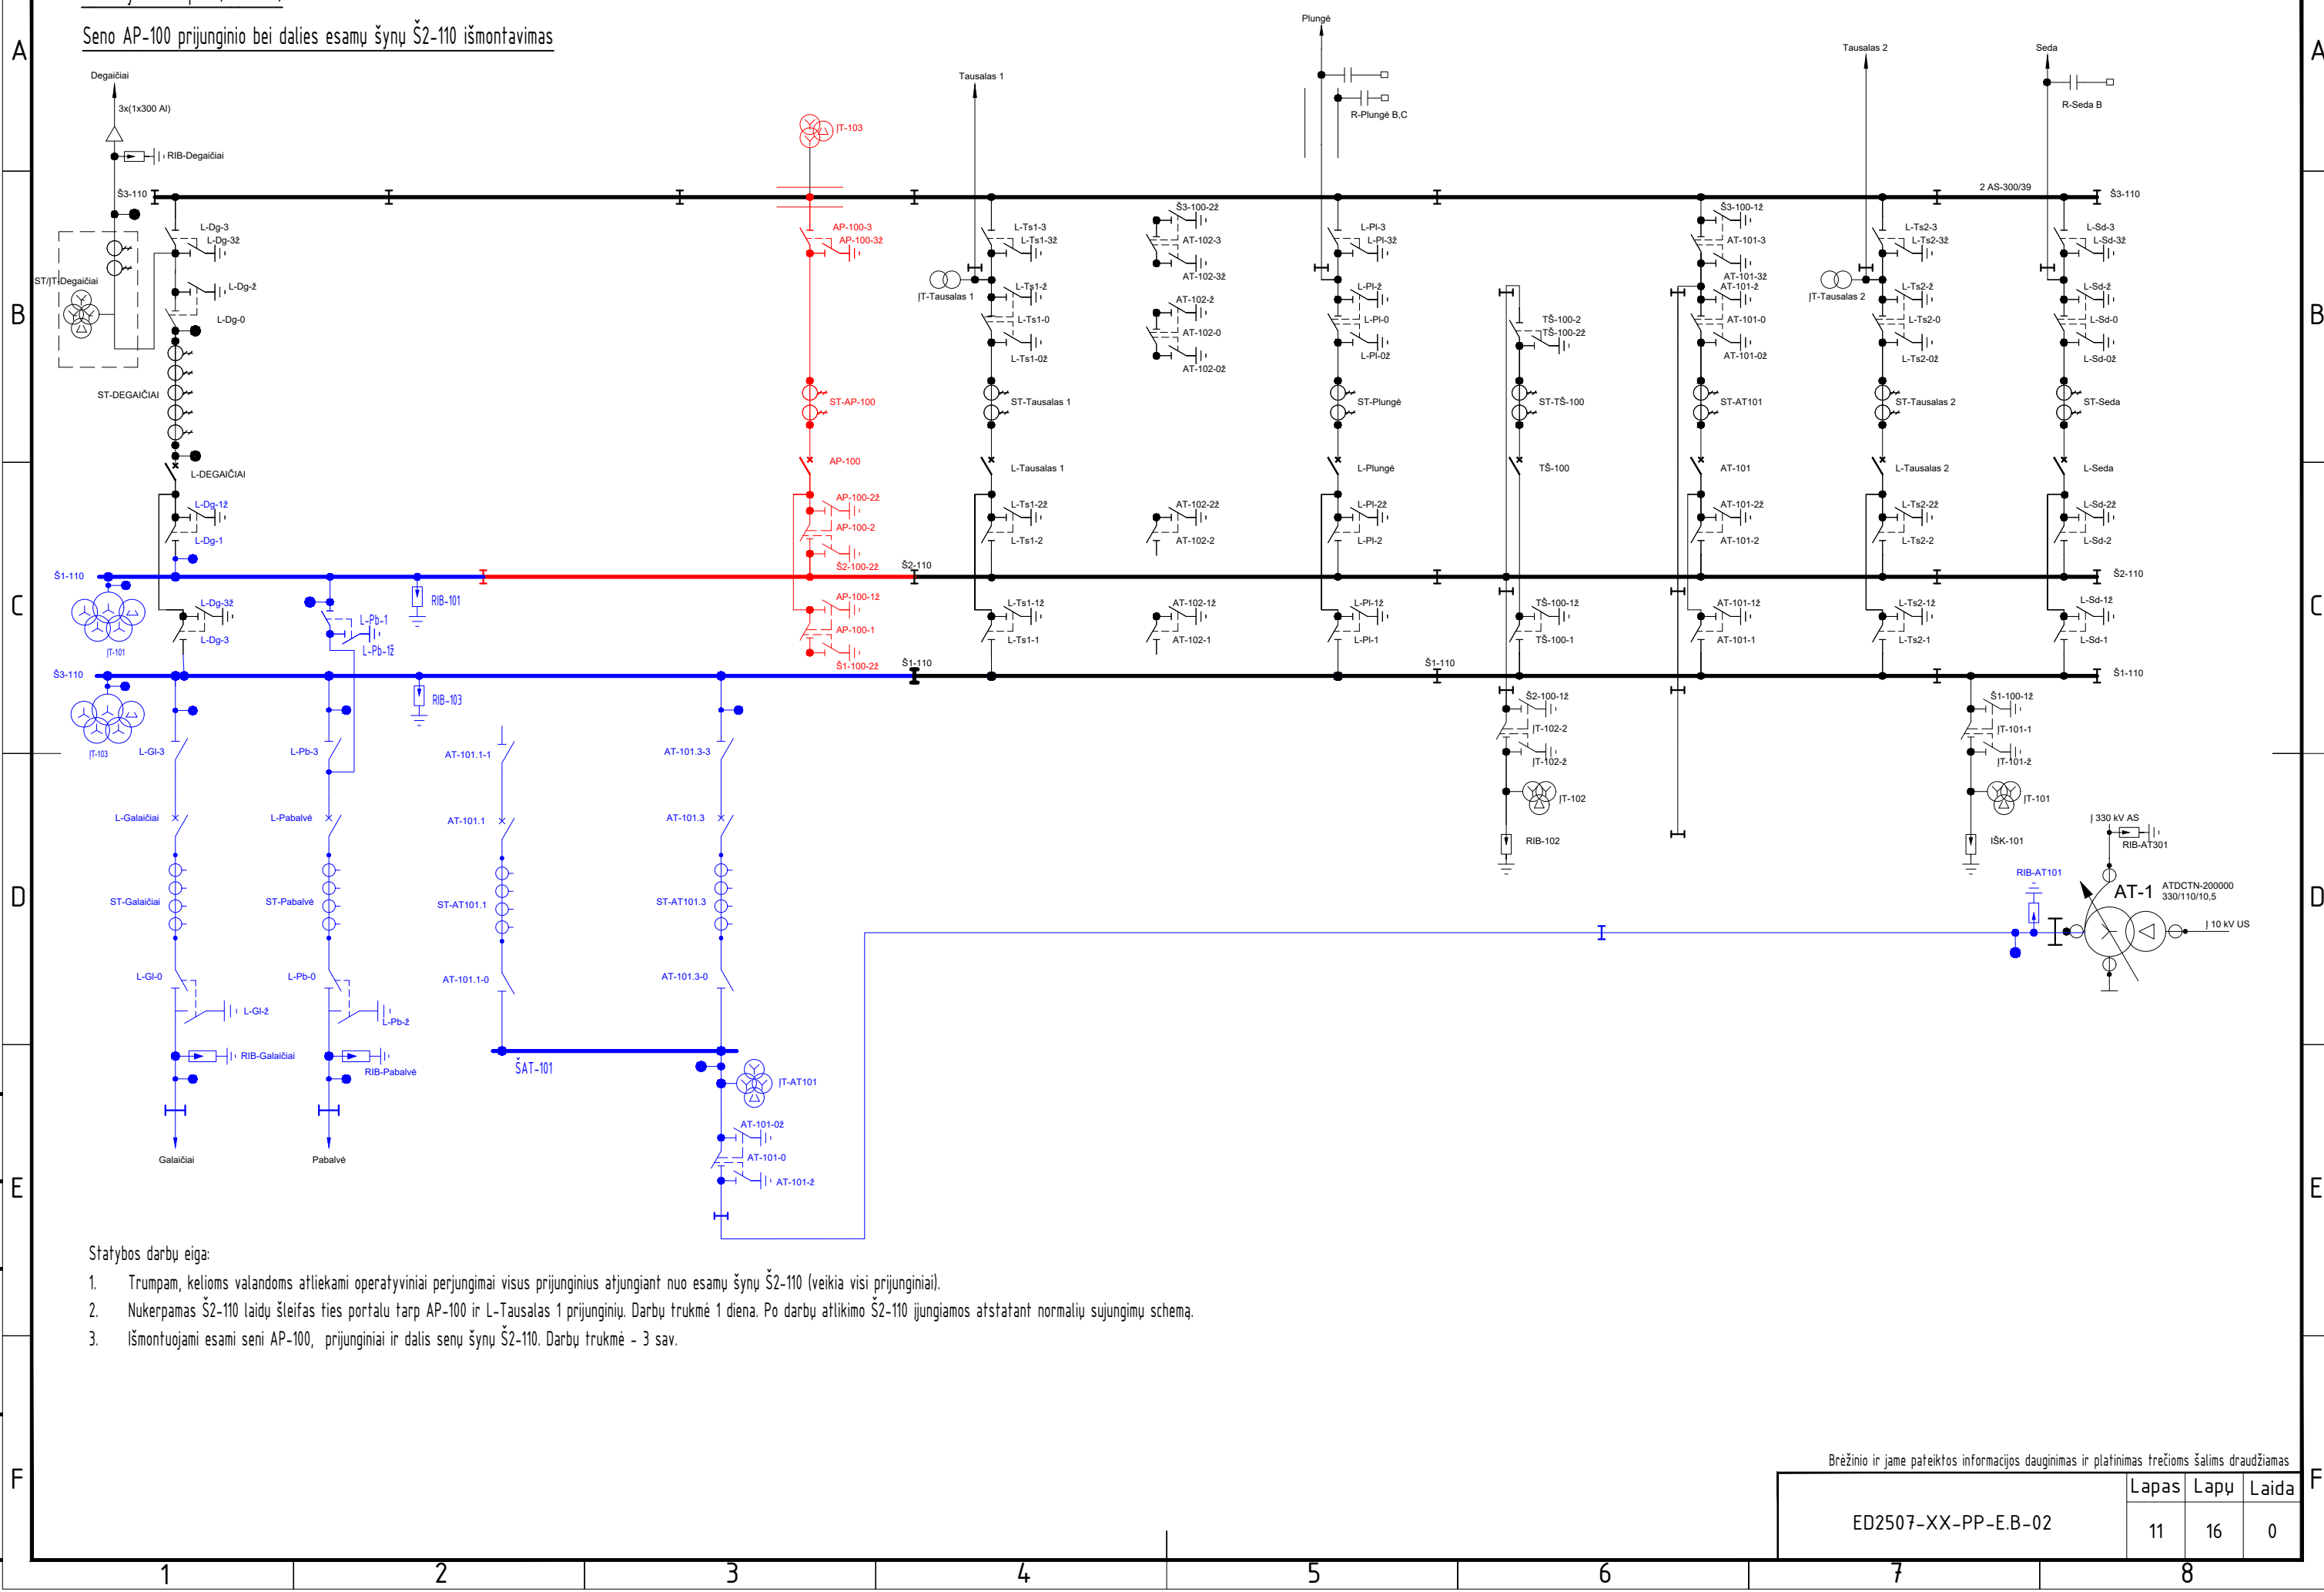 Seno AP-100 prijunginio bei dalies esamų šynų Š2-110 išmontavimas
A
A
B
B
C
C
D
D
E
E
F
F
Degaičiai
3x(1x300 Al)
RIB-Degaičiai
Š3-110
L-Dg-3
L-Dg-3ž
ST/ĮT-Degaičiai
L-Dg-ž
L-Dg-0
ST-DEGAIČIAI
L-DEGAIČIAI
L-Dg-1ž
L-Dg-1
Š1-110
ĮT-101
L-Dg-3ž
L-Dg-3
Š3-110
ĮT-103
L-Pb-1
L-Pb-1ž
RIB-101
RIB-103
L-Gl-3
L-Galaičiai
ST-Galaičiai
L-Gl-0
L-Gl-ž
RIB-Galaičiai
Galaičiai
L-Pb-3
L-Pabalvė
ST-Pabalvė
L-Pb-0
L-Pb-ž
RIB-Pabalvė
Pabalvė
AT-101.1-1
AT-101.1
ST-AT101.1
AT-101.1-0
ŠAT-101
AT-101.3-3
AT-101.3
ST-AT101.3
AT-101.3-0
ĮT-AT101
AT-101-0ž
AT-101-0
AT-101-ž
ĮT-103
AP-100-3
AP-100-3ž
ST-AP-100
AP-100
AP-100-2ž
AP-100-2
Š2-100-2ž
AP-100-1ž
AP-100-1
Š1-100-2ž
Tausalas 1
L-Ts1-3
L-Ts1-3ž
ĮT-Tausalas 1
L-Ts1-ž
L-Ts1-0
L-Ts1-0ž
ST-Tausalas 1
L-Tausalas 1
L-Ts1-2ž
L-Ts1-2
Š2-110
L-Ts1-1ž
L-Ts1-1
Š1-110
Š3-100-2ž
AT-102-3
AT-102-3ž
AT-102-ž
AT-102-0
AT-102-0ž
AT-102-2ž
AT-102-2
AT-102-1ž
AT-102-1
Plungė
R-Plungė B,C
L-Pl-3
L-Pl-3ž
L-Pl-ž
L-Pl-0
L-Pl-0ž
ST-Plungė
L-Plungė
L-Pl-2ž
L-Pl-2
L-Pl-1ž
L-Pl-1
Š1-110
TŠ-100-2
TŠ-100-2ž
ST-TŠ-100
TŠ-100
TŠ-100-1ž
TŠ-100-1
Š2-100-1ž
ĮT-102-2
ĮT-102-ž
ĮT-102
RIB-102
Š3-100-1ž
AT-101-3
AT-101-3ž
AT-101-ž
AT-101-0
AT-101-0ž
ST-AT101
AT-101
AT-101-2ž
AT-101-2
AT-101-1ž
AT-101-1
Tausalas 2
L-Ts2-3
L-Ts2-3ž
ĮT-Tausalas 2
L-Ts2-ž
L-Ts2-0
L-Ts2-0ž
ST-Tausalas 2
L-Tausalas 2
L-Ts2-2ž
L-Ts2-2
L-Ts2-1ž
L-Ts2-1
Š1-100-1ž
ĮT-101-1
ĮT-101-ž
ĮT-101
IŠK-101
Seda
R-Seda B
2 AS-300/39
Š3-110
L-Sd-3
L-Sd-3ž
L-Sd-ž
L-Sd-0
L-Sd-0ž
ST-Seda
L-Seda
L-Sd-2ž
L-Sd-2
Š2-110
L-Sd-1ž
L-Sd-1
Š1-110
Į 330 kV AS
RIB-AT301
RIB-AT101
AT-1
ATDCTN-200000
330/110/10,5
Į 10 kV US
Statybos darbų eiga:
1. Trumpam, kelioms valandoms atliekami operatyviniai perjungimai visus prijunginius atjungiant nuo esamų šynų Š2-110 (veikia visi prijunginiai).
2. Nukerpamas Š2-110 laidų šleifas ties portalu tarp AP-100 ir L-Tausalas 1 prijunginių. Darbų trukmė 1 diena. Po darbų atlikimo Š2-110 įjungiamos atstatant normalių sujungimų schemą.
3. Išmontuojami esami seni AP-100, prijunginiai ir dalis senų šynų Š2-110. Darbų trukmė - 3 sav.
Brėžinio ir jame pateiktos informacijos dauginimas ir platinimas trečioms šalims draudžiamas
ED2507-XX-PP-E.B-02
Lapas Lapų Laida
11 16 0
1 2 3 4 5 6 7 8